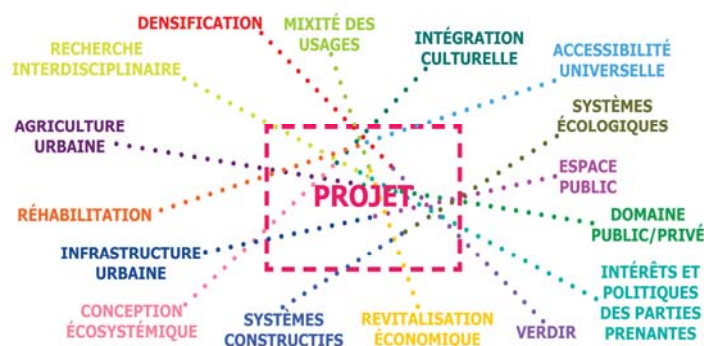 DENSIFICATION
MIXITÉ DES
USAGES
INTÉGRATION
CULTURELLE
RECHERCHE
INTERDISCIPLINAIRE
ACCESSIBILITÉ
UNIVERSELLE
SYSTÈMES
ÉCOLOGIQUES
AGRICULTURE
URBAINE
ESPACE
PUBLIC
PROJET
RÉHABILITATION
DOMAINE
PUBLIC/PRIVÉ
INFRASTRUCTURE
URBAINE
INTÉRÊTS ET
POLITIQUES
DES PARTIES
PRENANTES
CONCEPTION
ÉCOSYSTÉMIQUE
SYSTÈMES
CONSTRUCTIFS
REVITALISATION
ÉCONOMIQUE
VERDIR